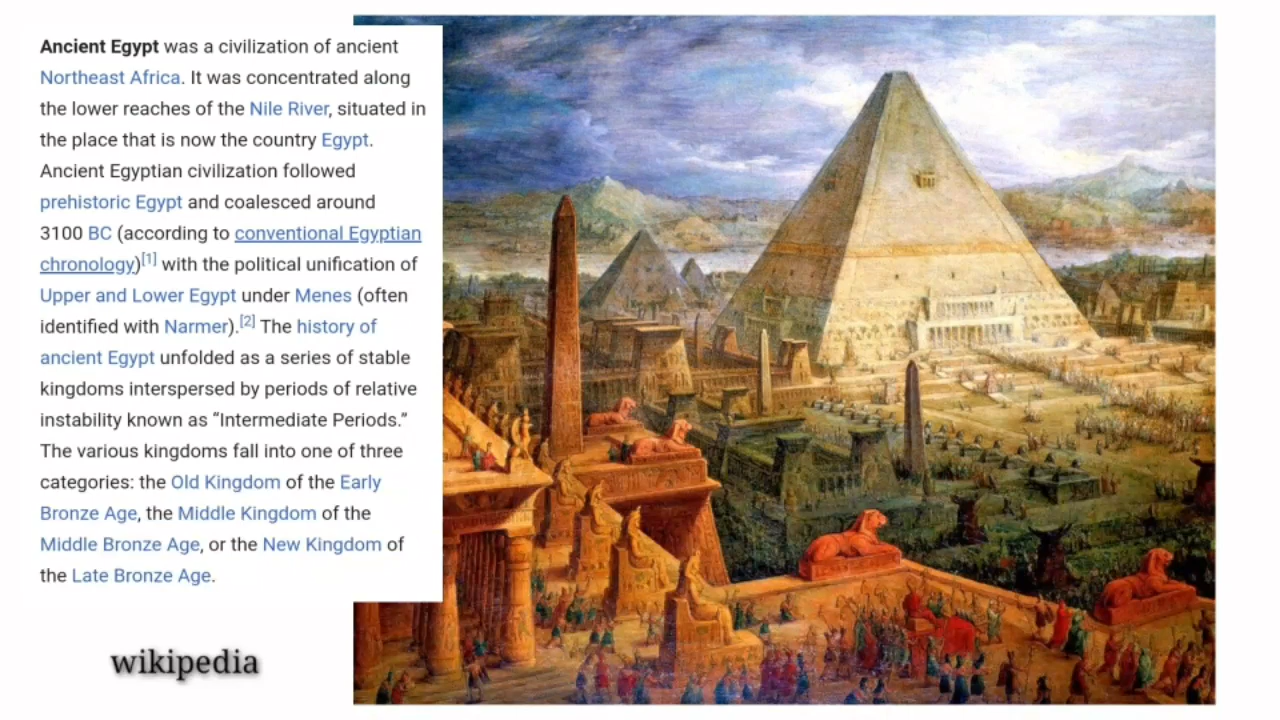 Ancient Egypt was a civilization of ancient
Northeast Africa. It was concentrated along
the lower reaches of the Nile River, situated in
the place that is now the country Egypt.
Ancient Egyptian civilization followed
prehistoric Egypt and coalesced around
3100 BC (according to conventional Egyptian
chronology)[1] with the political unification of
Upper and Lower Egypt under Menes (often
identified with Narmer).[2] The history of
ancient Egypt unfolded as a series of stable
kingdoms interspersed by periods of relative
instability known as “Intermediate Periods.”
The various kingdoms fall into one of three
categories: the Old Kingdom of the Early
Bronze Age, the Middle Kingdom of the
Middle Bronze Age, or the New Kingdom of
the Late Bronze Age.
wikipedia